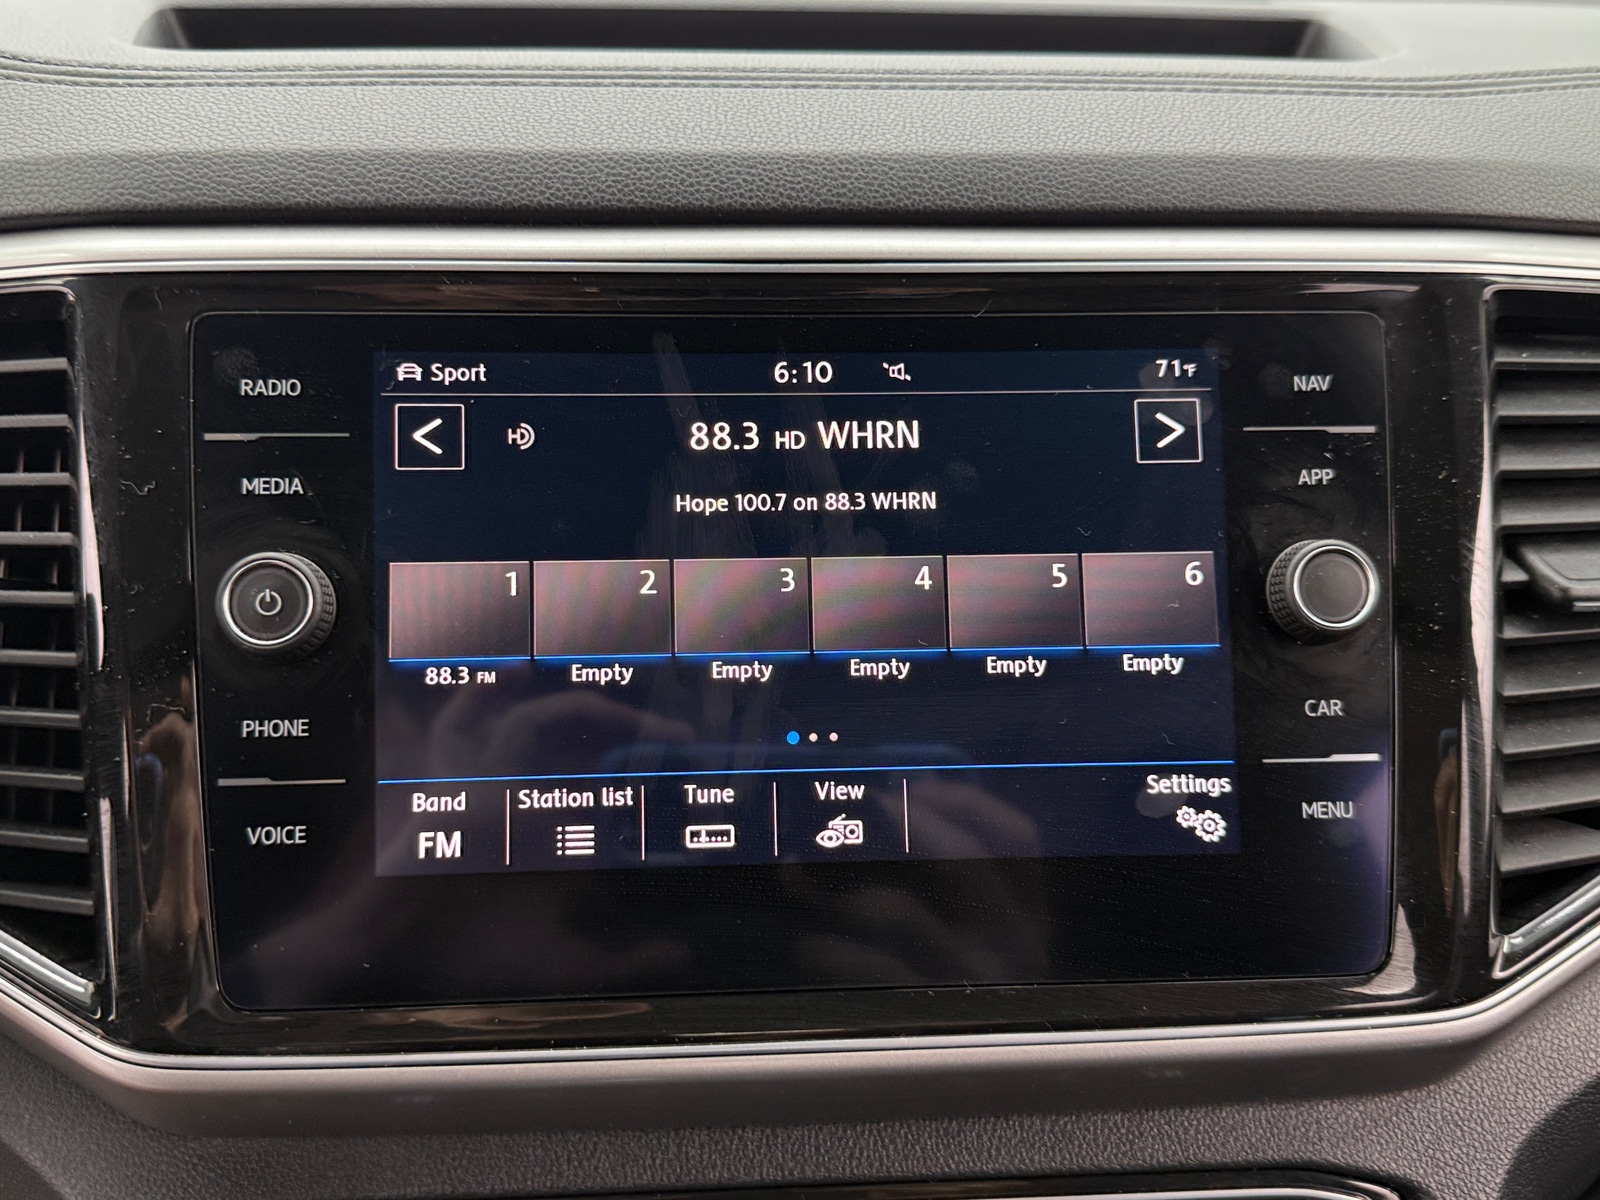 RADIO
MEDIA
PHONE
VOICE
Sport
6:10
71°F
<
HD
88.3 HD WHRN
>
Hope 100.7 on 88.3 WHRN
1 2 3 4 5 6
88.3 FM Empty Empty Empty Empty Empty
Band Station list Tune View Settings
FM
NAV
APP
CAR
MENU